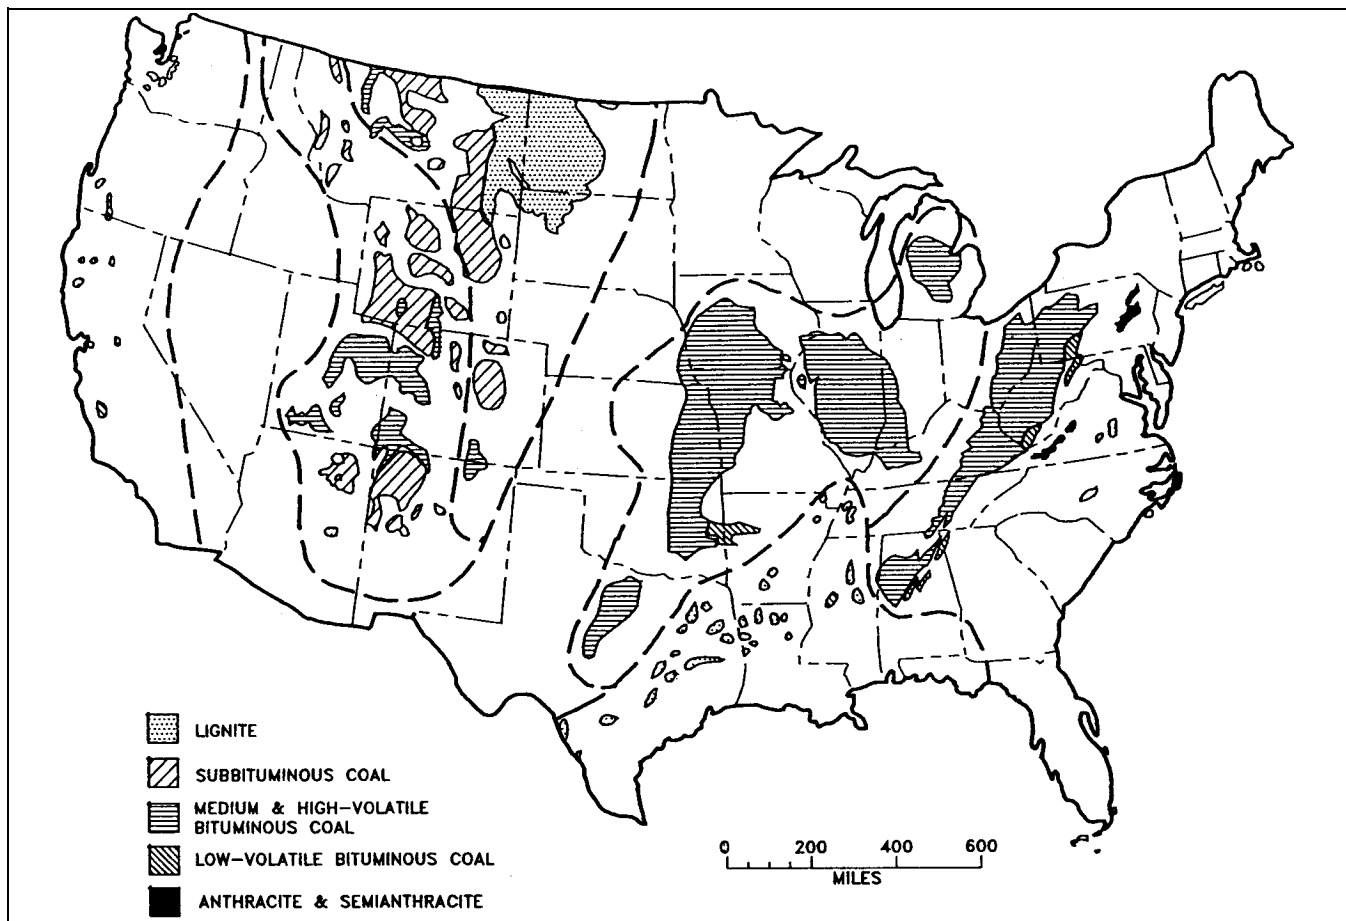 LIGNITE
SUBBITUMINOUS COAL
MEDIUM & HIGH-VOLATILE
BITUMINOUS COAL
LOW-VOLATILE BITUMINOUS COAL
ANTHRACITE & SEMIANTHRACITE
0 200 400 600
MILES